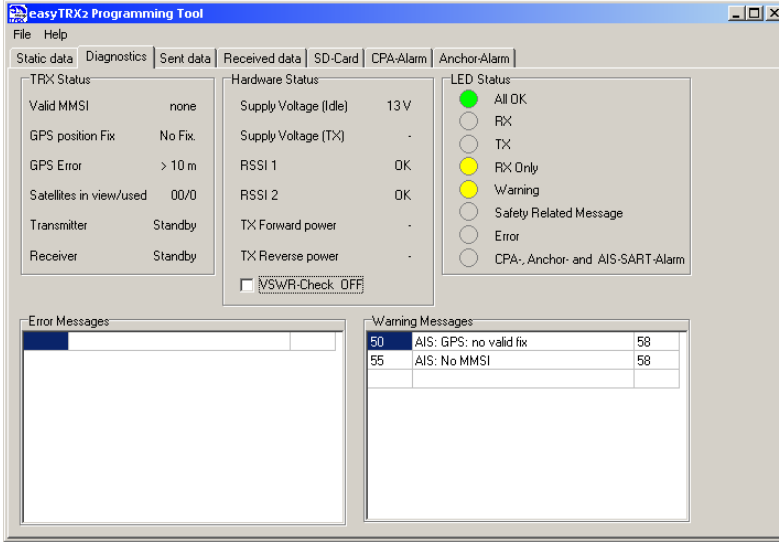 easyTRX2 Programming Tool
File Help
Static data Diagnostics Sent data Received data SD-Card CPA-Alarm Anchor-Alarm
TRX Status
Valid MMSI none
GPS position Fix No Fix.
GPS Error > 10 m
Satellites in view/used 00/0
Transmitter Standby
Receiver Standby
Hardware Status
Supply Voltage (Idle) 13 V
Supply Voltage (TX) -
RSSI 1 OK
RSSI 2 OK
TX Forward power -
TX Reverse power -
VSWR-Check OFF
LED Status
All OK
RX
TX
RX Only
Warning
Safety Related Message
Error
CPA-, Anchor- and AIS-SART-Alarm
Error Messages
Warning Messages
50 AIS: GPS: no valid fix 58
55 AIS: No MMSI 58